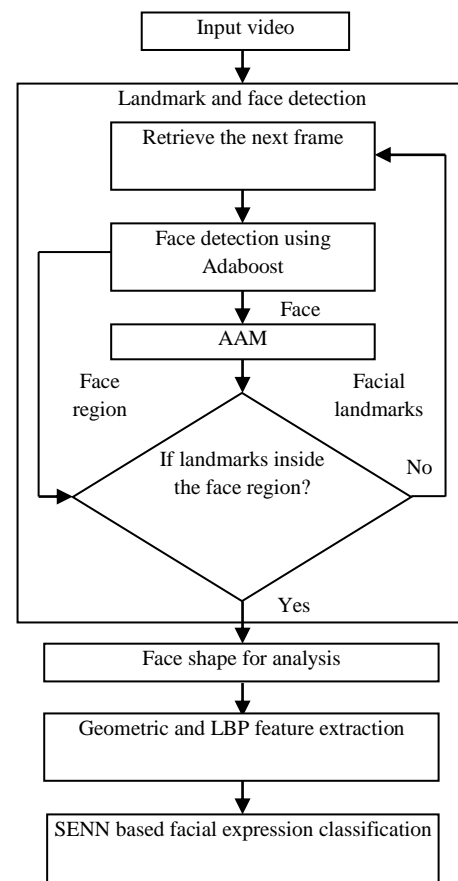 Input video
Landmark and face detection
Retrieve the next frame
Face detection using
Adaboost
Face
AAM
Face
region
Facial
landmarks
If landmarks inside
the face region?
No
Yes
Face shape for analysis
Geometric and LBP feature extraction
SENN based facial expression classification